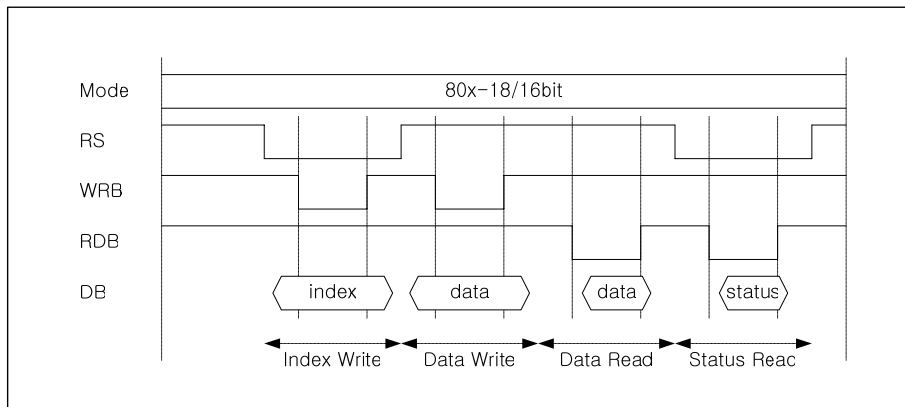 Mode 80x-18/16bit
RS
WRB
RDB
DB index data data status
Index Write Data Write Data Read Status Reac